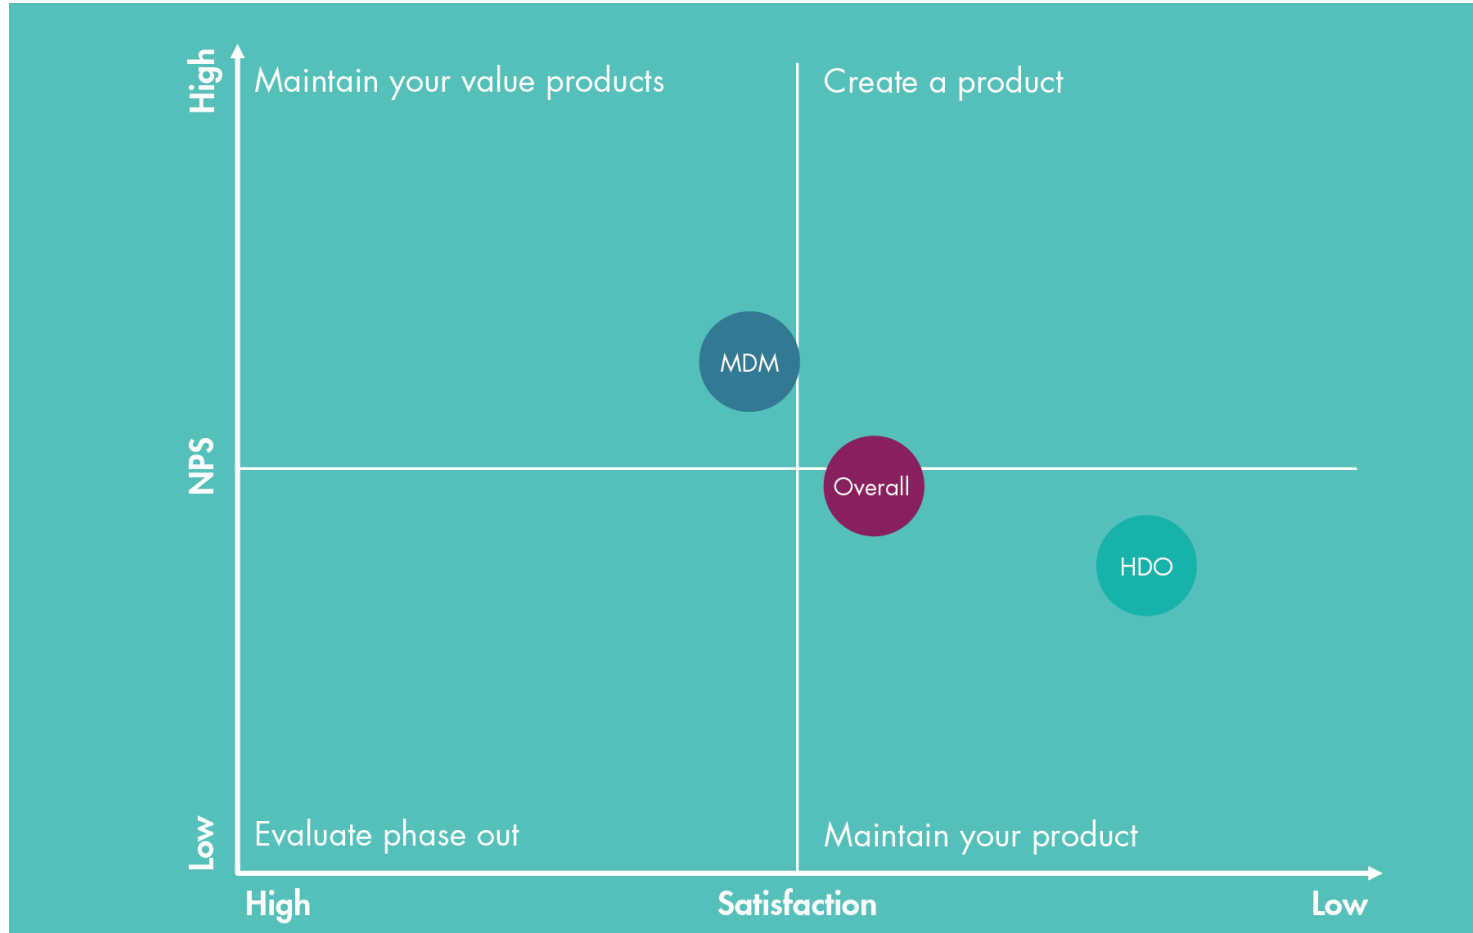 High
Maintain your value products
Create a product
MDM
NPS
Overall
HDO
Low
Evaluate phase out
Maintain your product
High
Satisfaction
Low